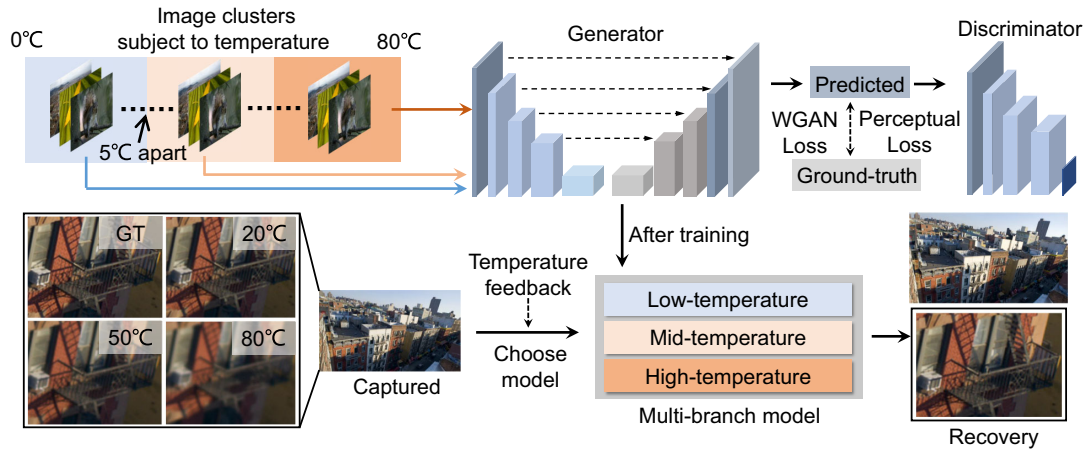 Image clusters
subject to temperature
0℃
80℃
5℃ apart
Generator
Predicted
WGAN
Loss
Perceptual
Loss
Ground-truth
Discriminator
GT
20℃
50℃
80℃
Captured
Temperature
feedback
Choose
model
After training
Low-temperature
Mid-temperature
High-temperature
Multi-branch model
Recovery